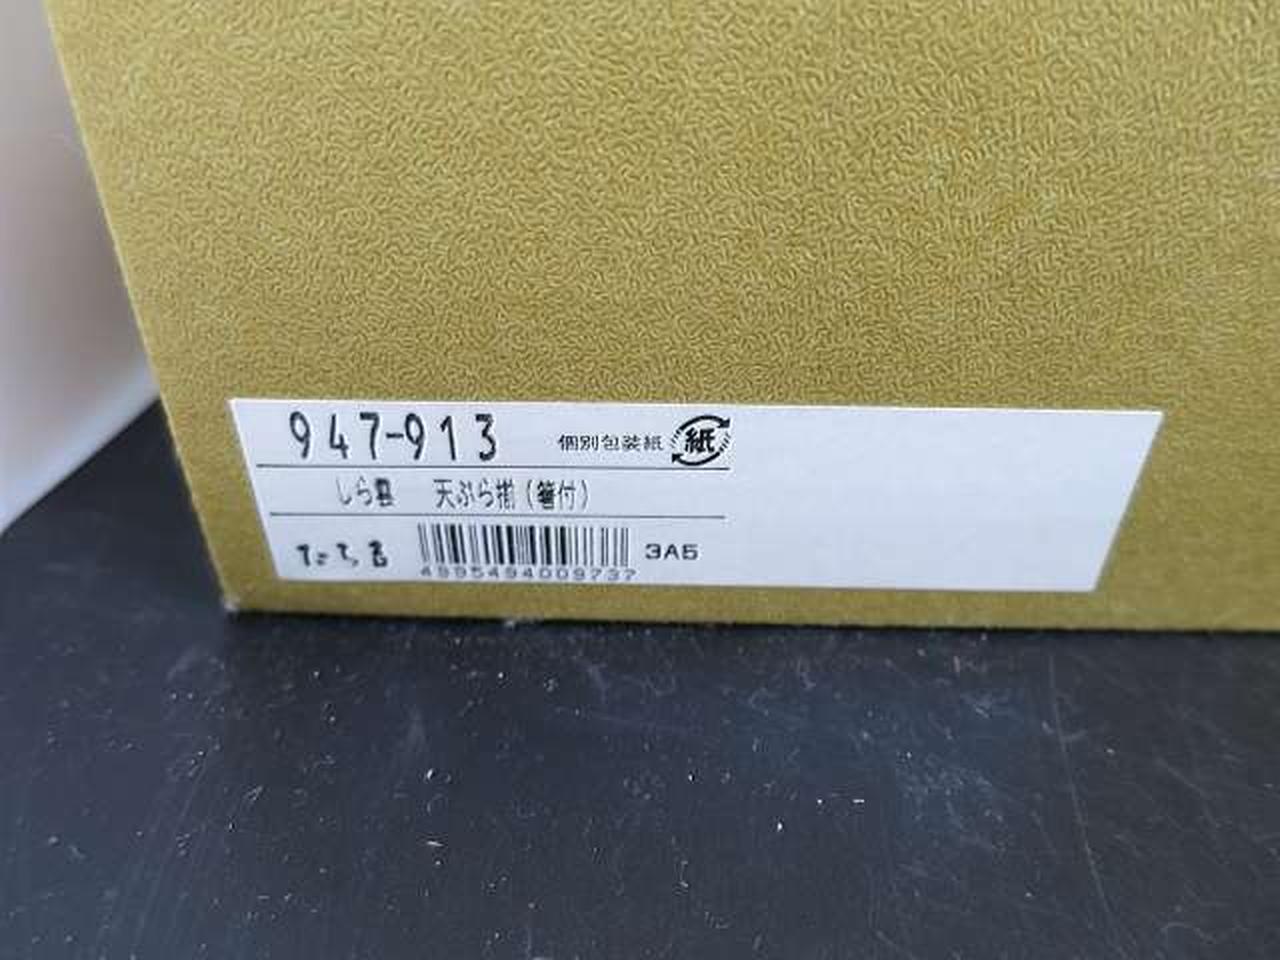 947-913 個別包装紙 紙
しら雲 天ぷら揃(箸付)
たち吉 3A5
4995494009737